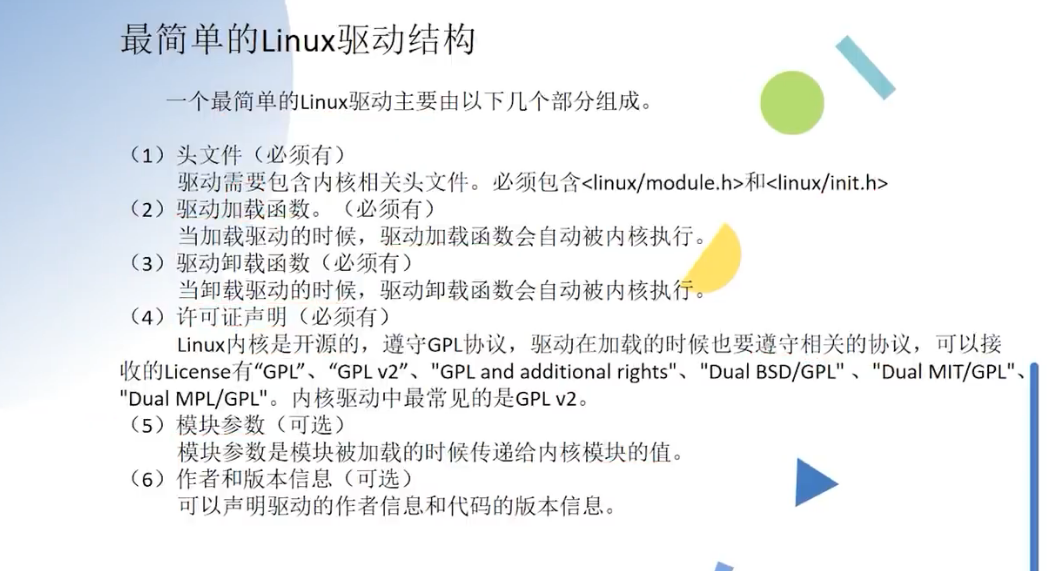 最简单的Linux驱动结构
一个最简单的Linux驱动主要由以下几个部分组成。
（1）头文件（必须有）
驱动需要包含内核相关头文件。必须包含<linux/module.h>和<linux/init.h>
（2）驱动加载函数。（必须有）
当加载驱动的时候，驱动加载函数会自动被内核执行。
（3）驱动卸载函数（必须有）
当卸载驱动的时候，驱动卸载函数会自动被内核执行。
（4）许可证声明（必须有）
Linux内核是开源的，遵守GPL协议，驱动在加载的时候也要遵守相关的协议，可以接
收的License有“GPL”、“GPL v2”、"GPL and additional rights"、"Dual BSD/GPL" 、"Dual MIT/GPL"、
"Dual MPL/GPL"。内核驱动中最常见的是GPL v2。
（5）模块参数（可选）
模块参数是模块被加载的时候传递给内核模块的值。
（6）作者和版本信息（可选）
可以声明驱动的作者信息和代码的版本信息。